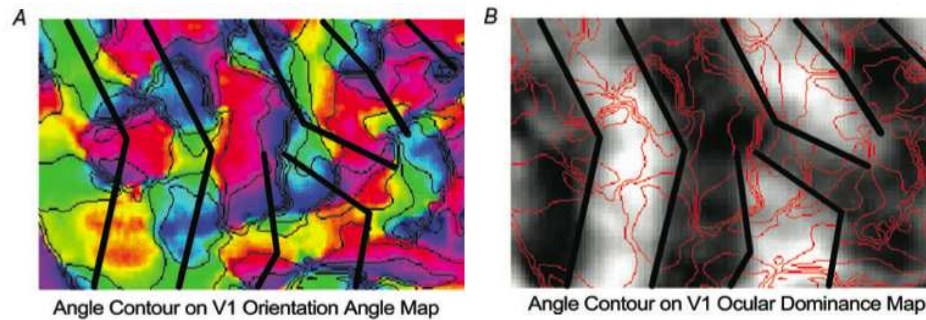 A
B
Angle Contour on V1 Orientation Angle Map
Angle Contour on V1 Ocular Dominance Map